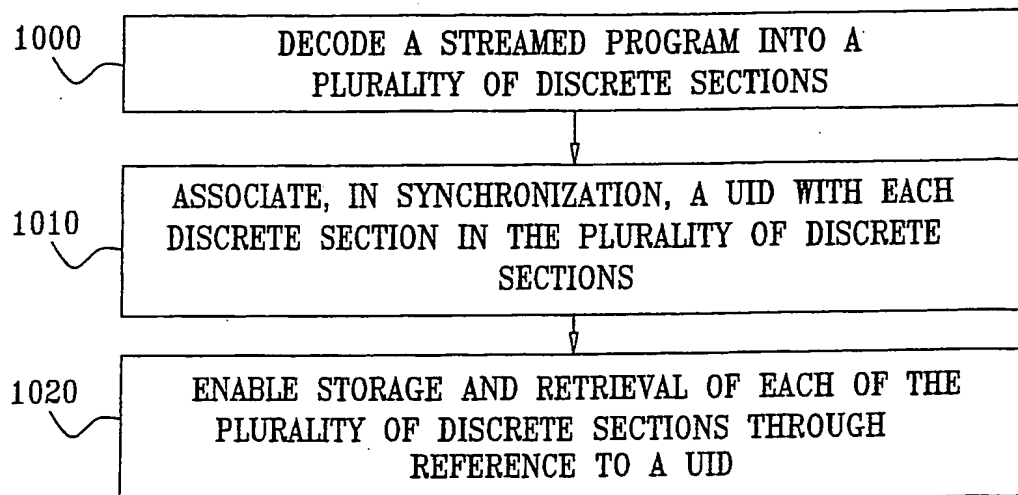 1000
DECODE A STREAMED PROGRAM INTO A
PLURALITY OF DISCRETE SECTIONS
1010
ASSOCIATE, IN SYNCHRONIZATION, A UID WITH EACH
DISCRETE SECTION IN THE PLURALITY OF DISCRETE
SECTIONS
1020
ENABLE STORAGE AND RETRIEVAL OF EACH OF THE
PLURALITY OF DISCRETE SECTIONS THROUGH
REFERENCE TO A UID